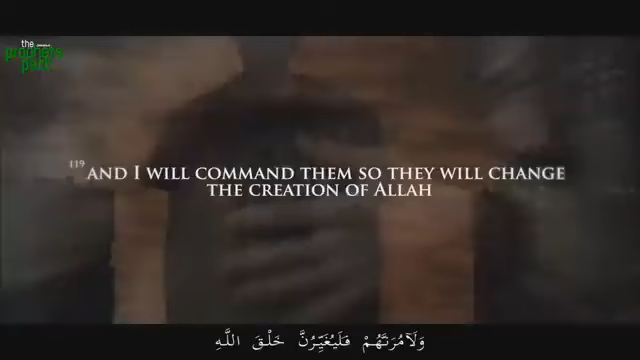 the
prophets
path
119 AND I WILL COMMAND THEM SO THEY WILL CHANGE
THE CREATION OF ALLAH
وَلَآمُرَنَّهُمْ فَلَيُغَيِّرُنَّ خَلْقَ اللَّهِ